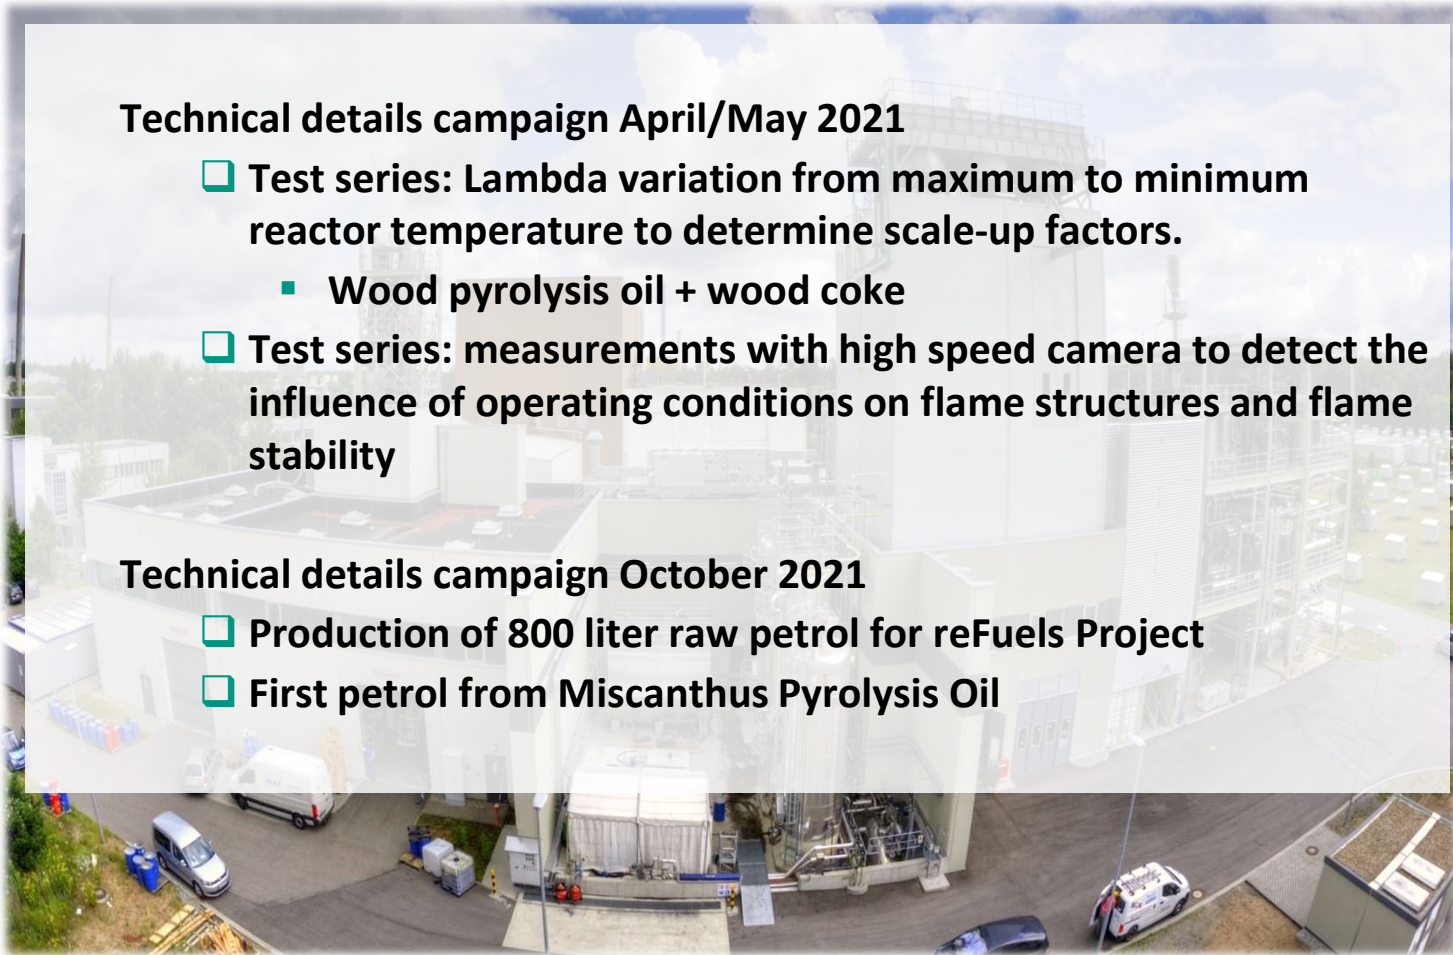 Technical details campaign April/May 2021
Test series: Lambda variation from maximum to minimum
reactor temperature to determine scale-up factors.
Wood pyrolysis oil + wood coke
Test series: measurements with high speed camera to detect the
influence of operating conditions on flame structures and flame
stability
Technical details campaign October 2021
Production of 800 liter raw petrol for reFuels Project
First petrol from Miscanthus Pyrolysis Oil